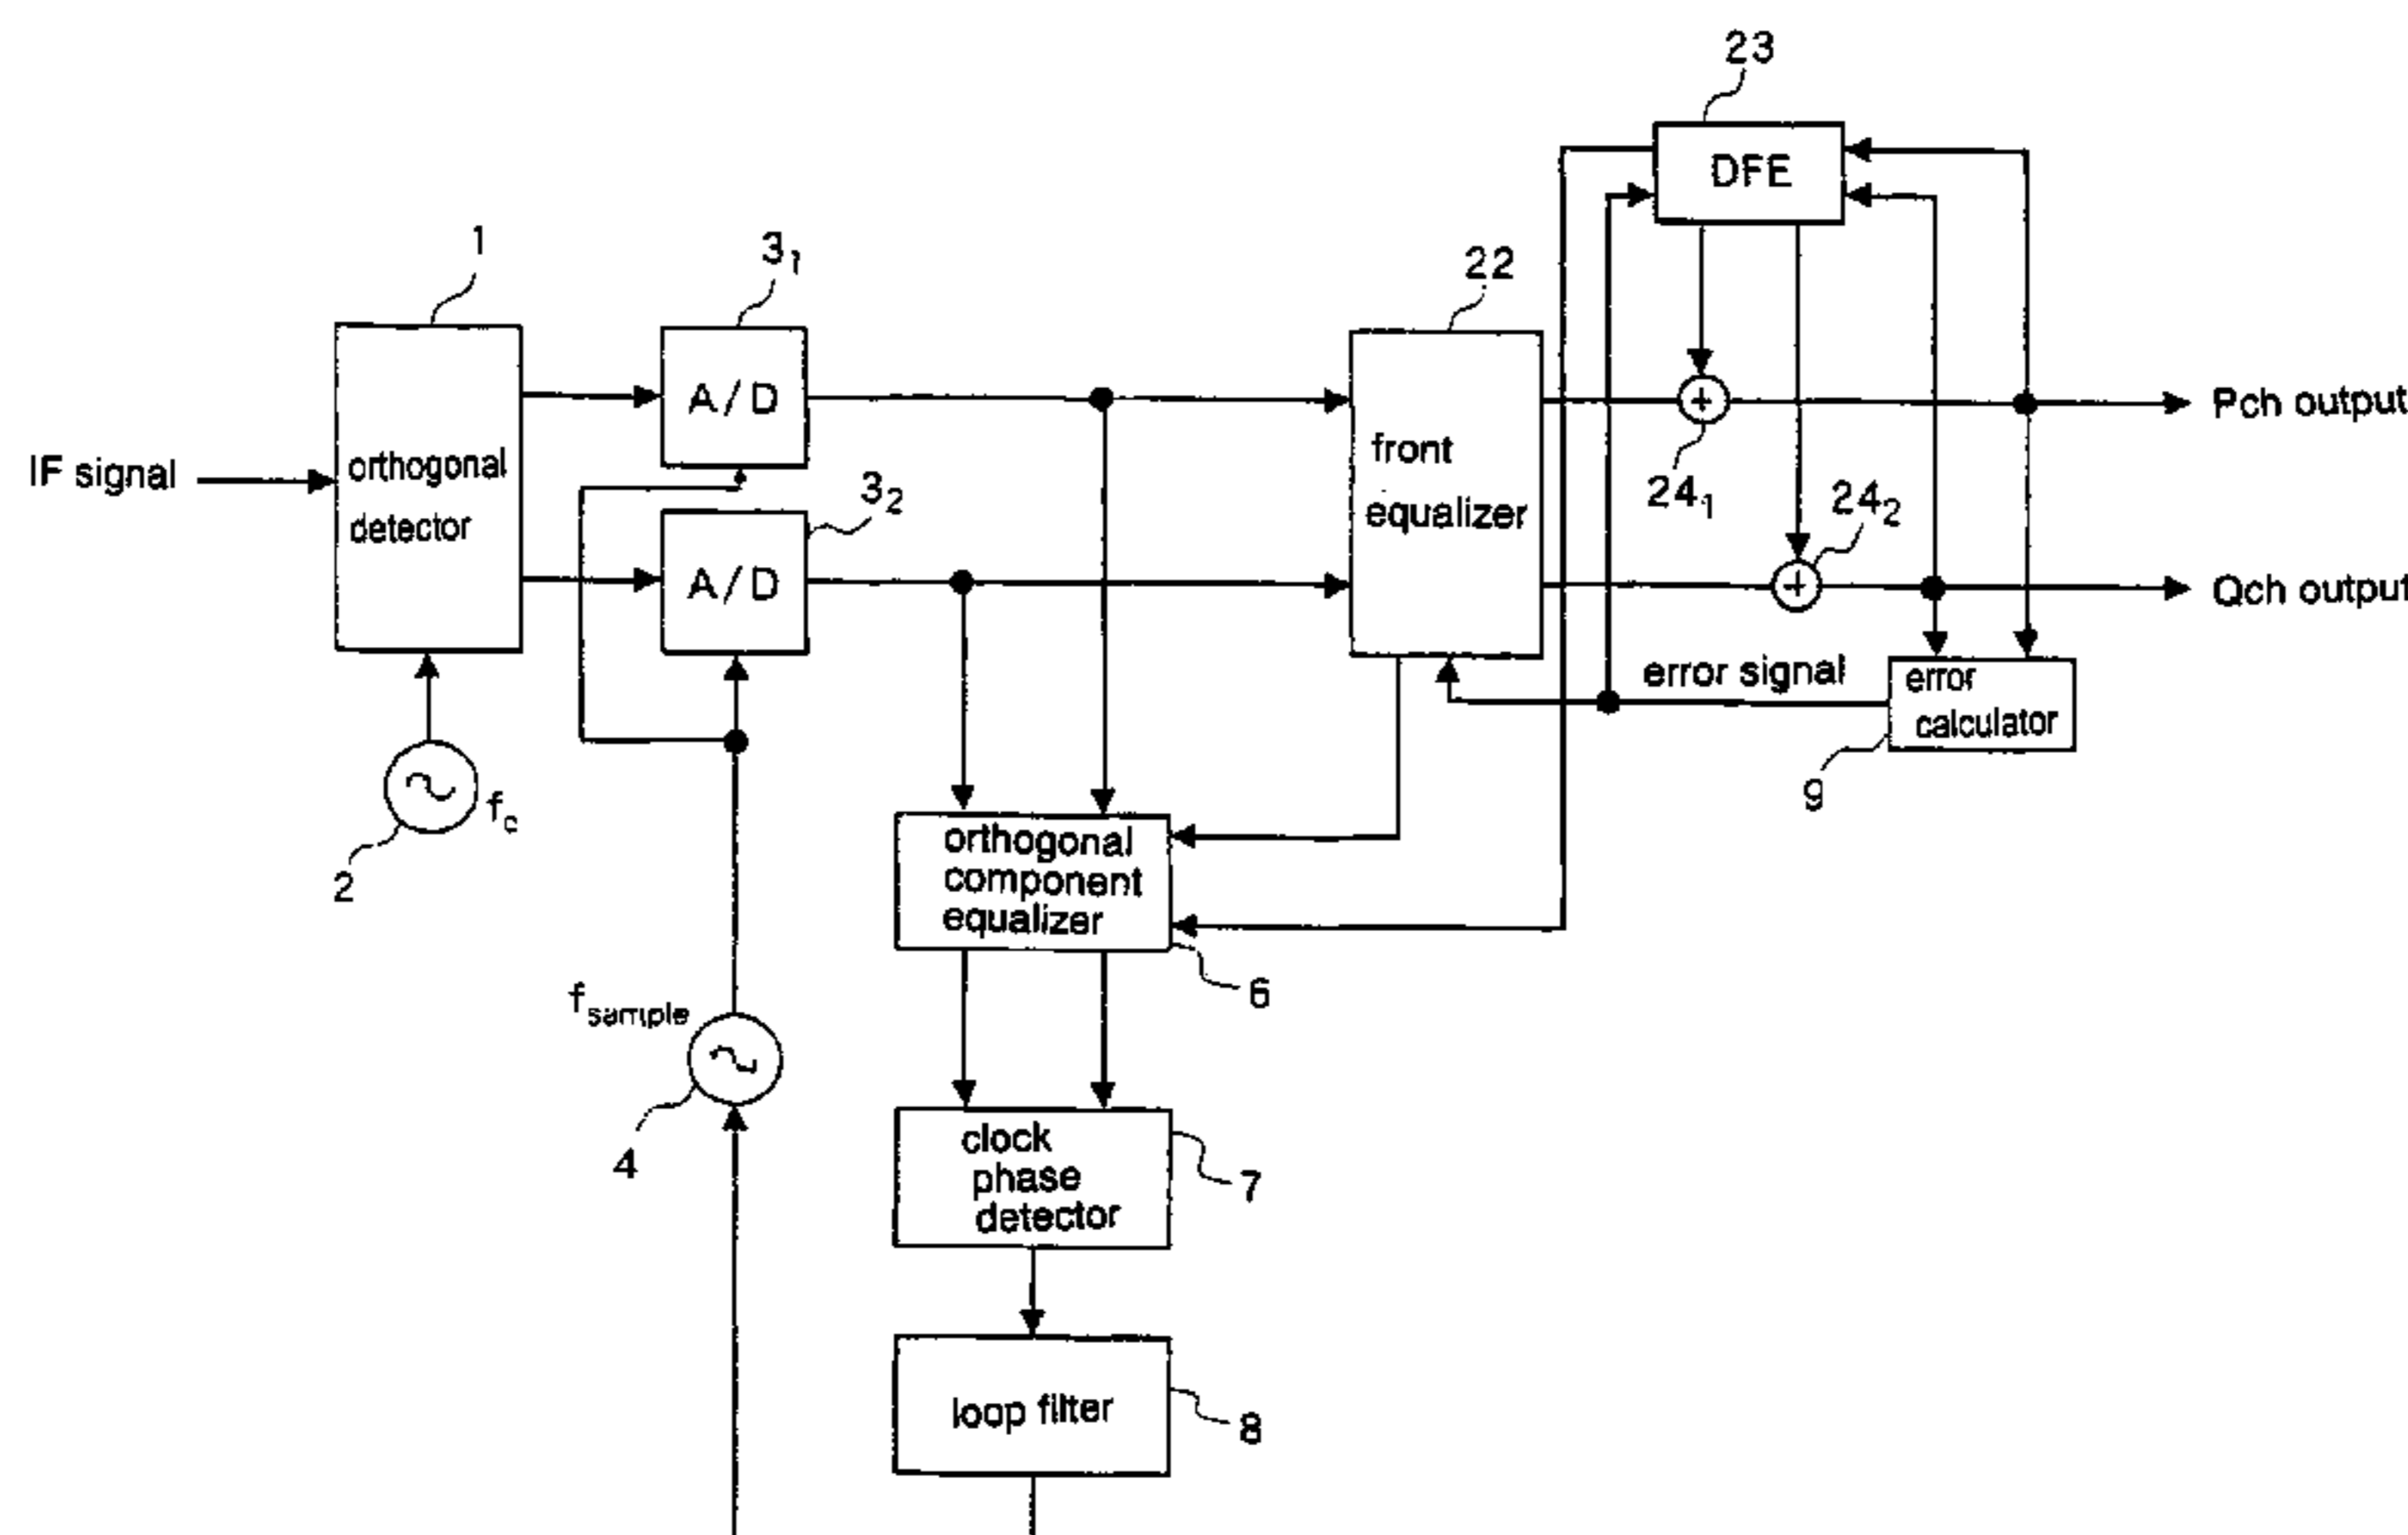 23
DFE
1
3₁
22
A/D
Pch output
front
equalizer
24₁
IF signal
orthogonal
detector
3₂
24₂
A/D
Qch output
error signal
error
calculator
9
f_c
2
orthogonal
component
equalizer
6
f_sample
4
clock
phase
detector
7
loop filter
8